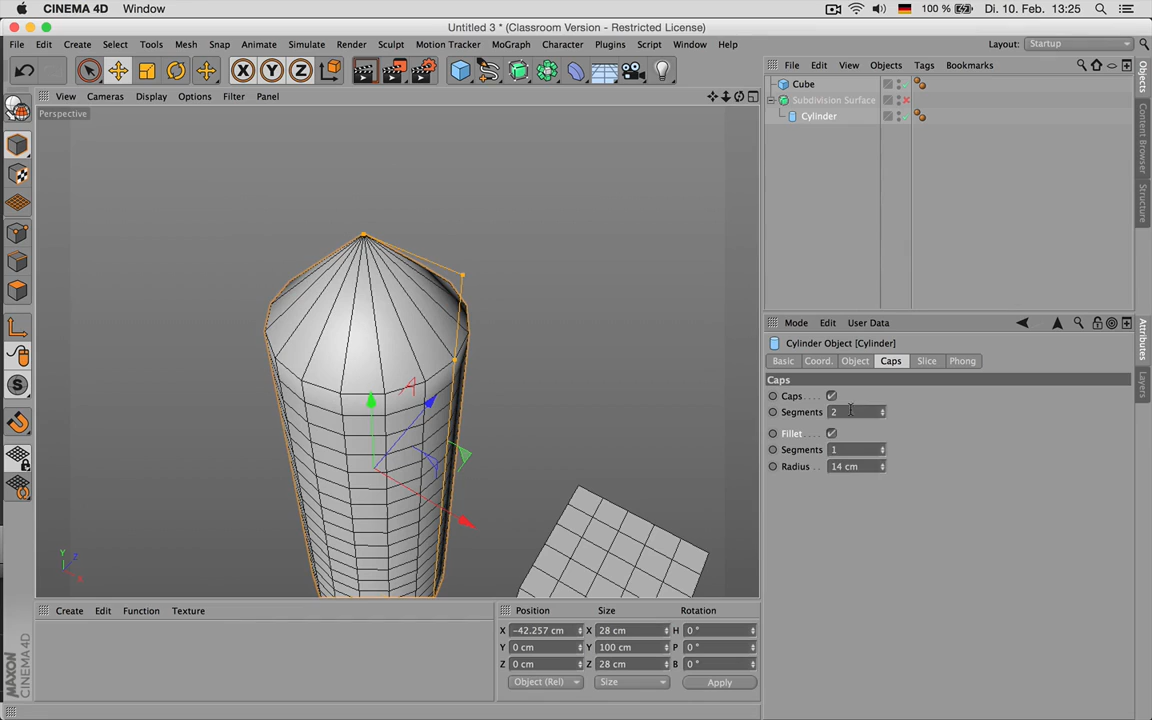 CINEMA 4D Window 100 % Di. 10. Feb. 13:25
Untitled 3 * (Classroom Version - Restricted License)
File Edit Create Select Tools Mesh Snap Animate Simulate Render Sculpt Motion Tracker MoGraph Character Plugins Script Window Help Layout: Startup
X Y Z
File Edit View Objects Tags Bookmarks
View Cameras Display Options Filter Panel
Perspective
Cube
Subdivision Surface
Cylinder
Objects
Content Browser
Structure
Mode Edit User Data
Cylinder Object [Cylinder]
Basic Coord. Object Caps Slice Phong
Caps
Caps
Segments 2
Fillet
Segments 1
Radius 14 cm
Attributes
Layers
S
Y
Z
X
Create Edit Function Texture
Position Size Rotation
X -42.257 cm X 28 cm H 0 °
Y 0 cm Y 100 cm P 0 °
Z 0 cm Z 28 cm B 0 °
Object (Rel) Size Apply
MAXON
CINEMA 4D